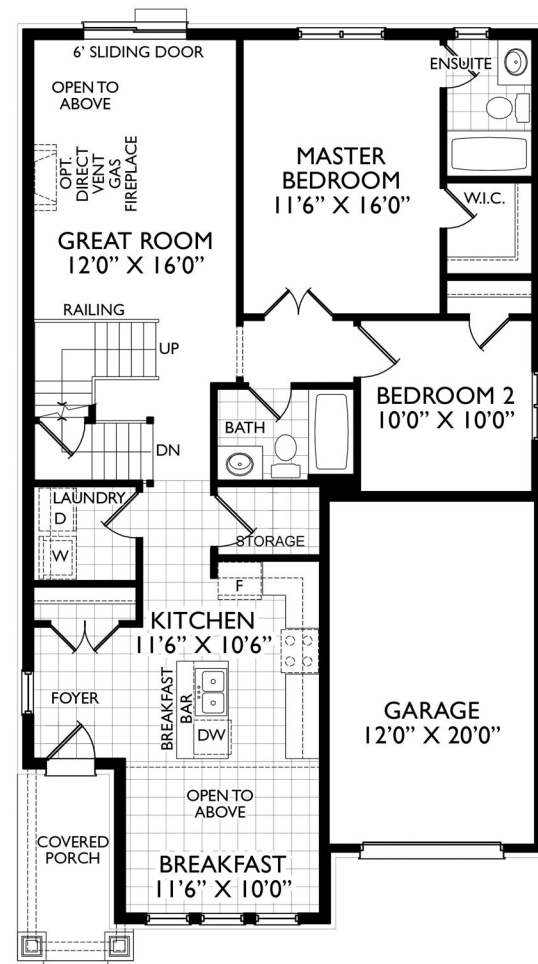 6' SLIDING DOOR
OPEN TO
ABOVE
ENSUITE
OPT.
DIRECT
VENT
GAS
FIREPLACE
MASTER
BEDROOM
11'6” X 16'0”
W.I.C.
GREAT ROOM
12'0” X 16'0”
RAILING
UP
BEDROOM 2
10'0” X 10'0”
BATH
DN
LAUNDRY
D
W
STORAGE
F
KITCHEN
11'6” X 10'6”
BREAKFAST
BAR
DW
FOYER
GARAGE
12'0” X 20'0”
OPEN TO
ABOVE
COVERED
PORCH
BREAKFAST
11'6” X 10'0”